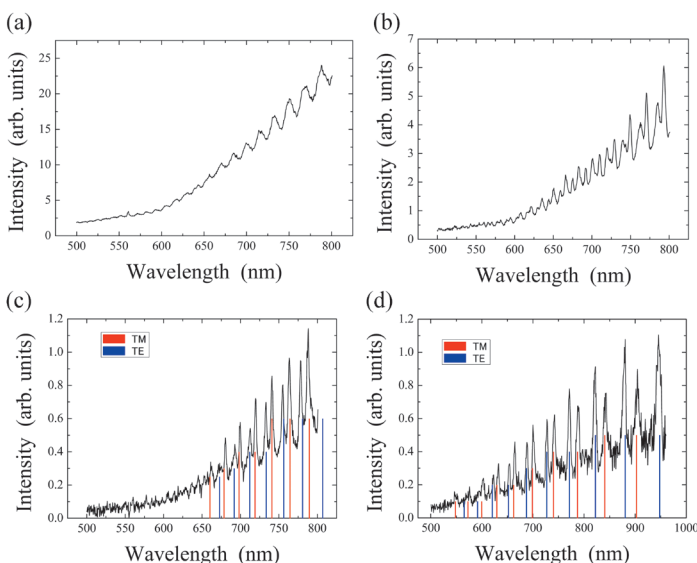 (a)
25
20
15
10
5
0
500 550 600 650 700 750 800
Intensity (arb. units)
Wavelength (nm)
(b)
7
6
5
4
3
2
1
0
500 550 600 650 700 750 800
Intensity (arb. units)
Wavelength (nm)
(c)
1.2
1.0
0.8
0.6
0.4
0.2
0.0
TM
TE
500 550 600 650 700 750 800
Intensity (arb. units)
Wavelength (nm)
(d)
1.2
1.0
0.8
0.6
0.4
0.2
0.0
TM
TE
500 600 700 800 900 1000
Intensity (arb. units)
Wavelength (nm)